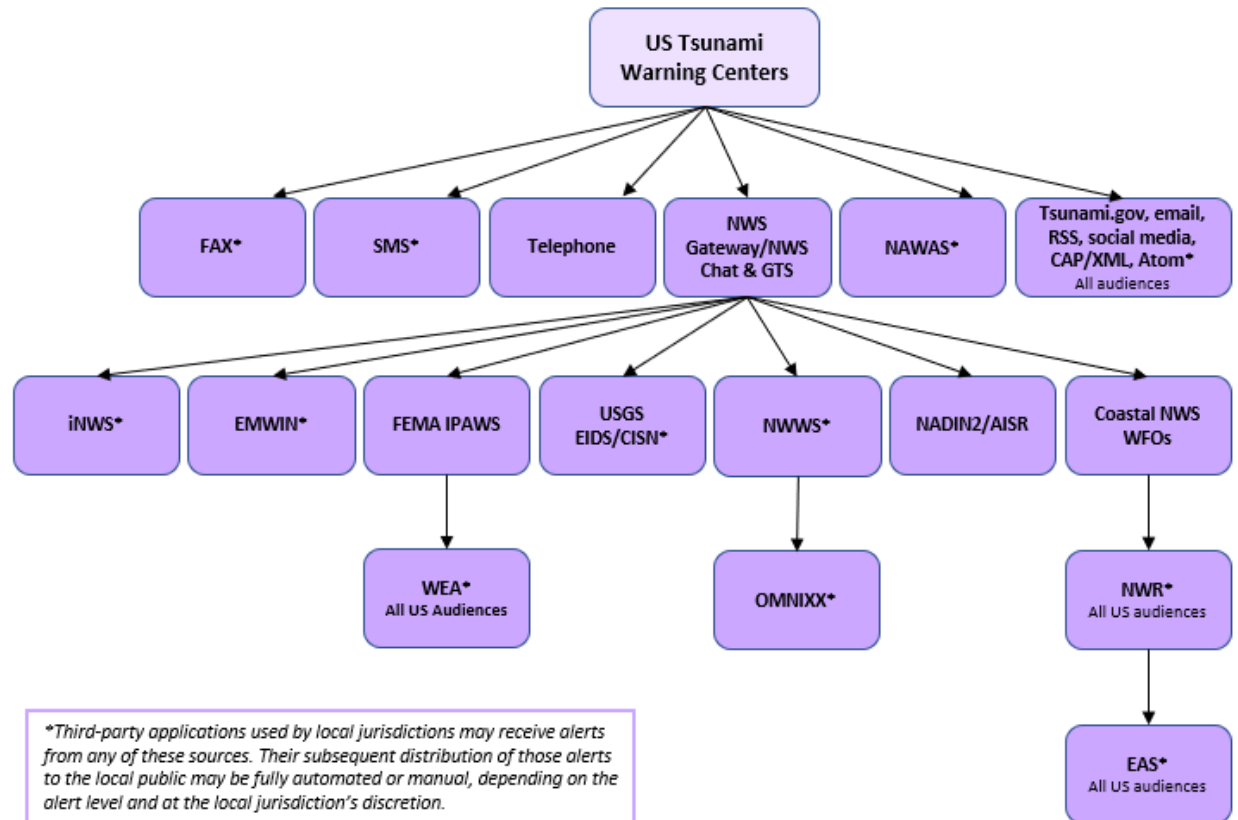 US Tsunami
Warning Centers
FAX*
SMS*
Telephone
NWS
Gateway/NWS
Chat & GTS
NAWAS*
Tsunami.gov, email,
RSS, social media,
CAP/XML, Atom*
All audiences
iNWS*
EMWIN*
FEMA IPAWS
USGS
EIDS/CISN*
NWWS*
NADIN2/AISR
Coastal NWS
WFOs
WEA*
All US Audiences
OMNIXX*
NWR*
All US audiences
EAS*
All US audiences
*Third-party applications used by local jurisdictions may receive alerts
from any of these sources. Their subsequent distribution of those alerts
to the local public may be fully automated or manual, depending on the
alert level and at the local jurisdiction's discretion.